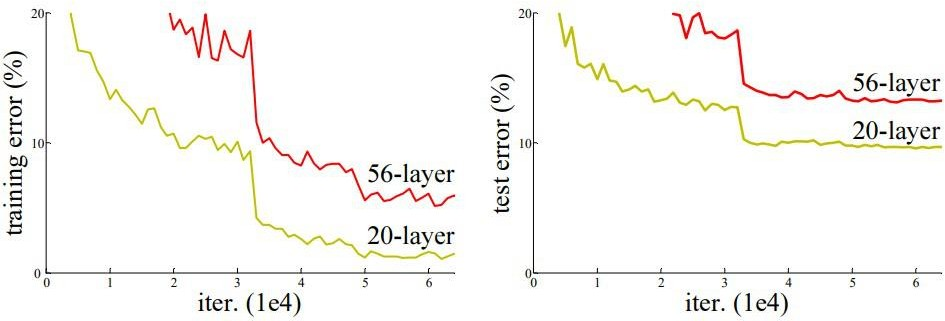 training error (%)
20
10
0
0 1 2 3 4 5 6
iter. (1e4)
56-layer
20-layer
test error (%)
20
10
0
0 1 2 3 4 5 6
iter. (1e4)
56-layer
20-layer